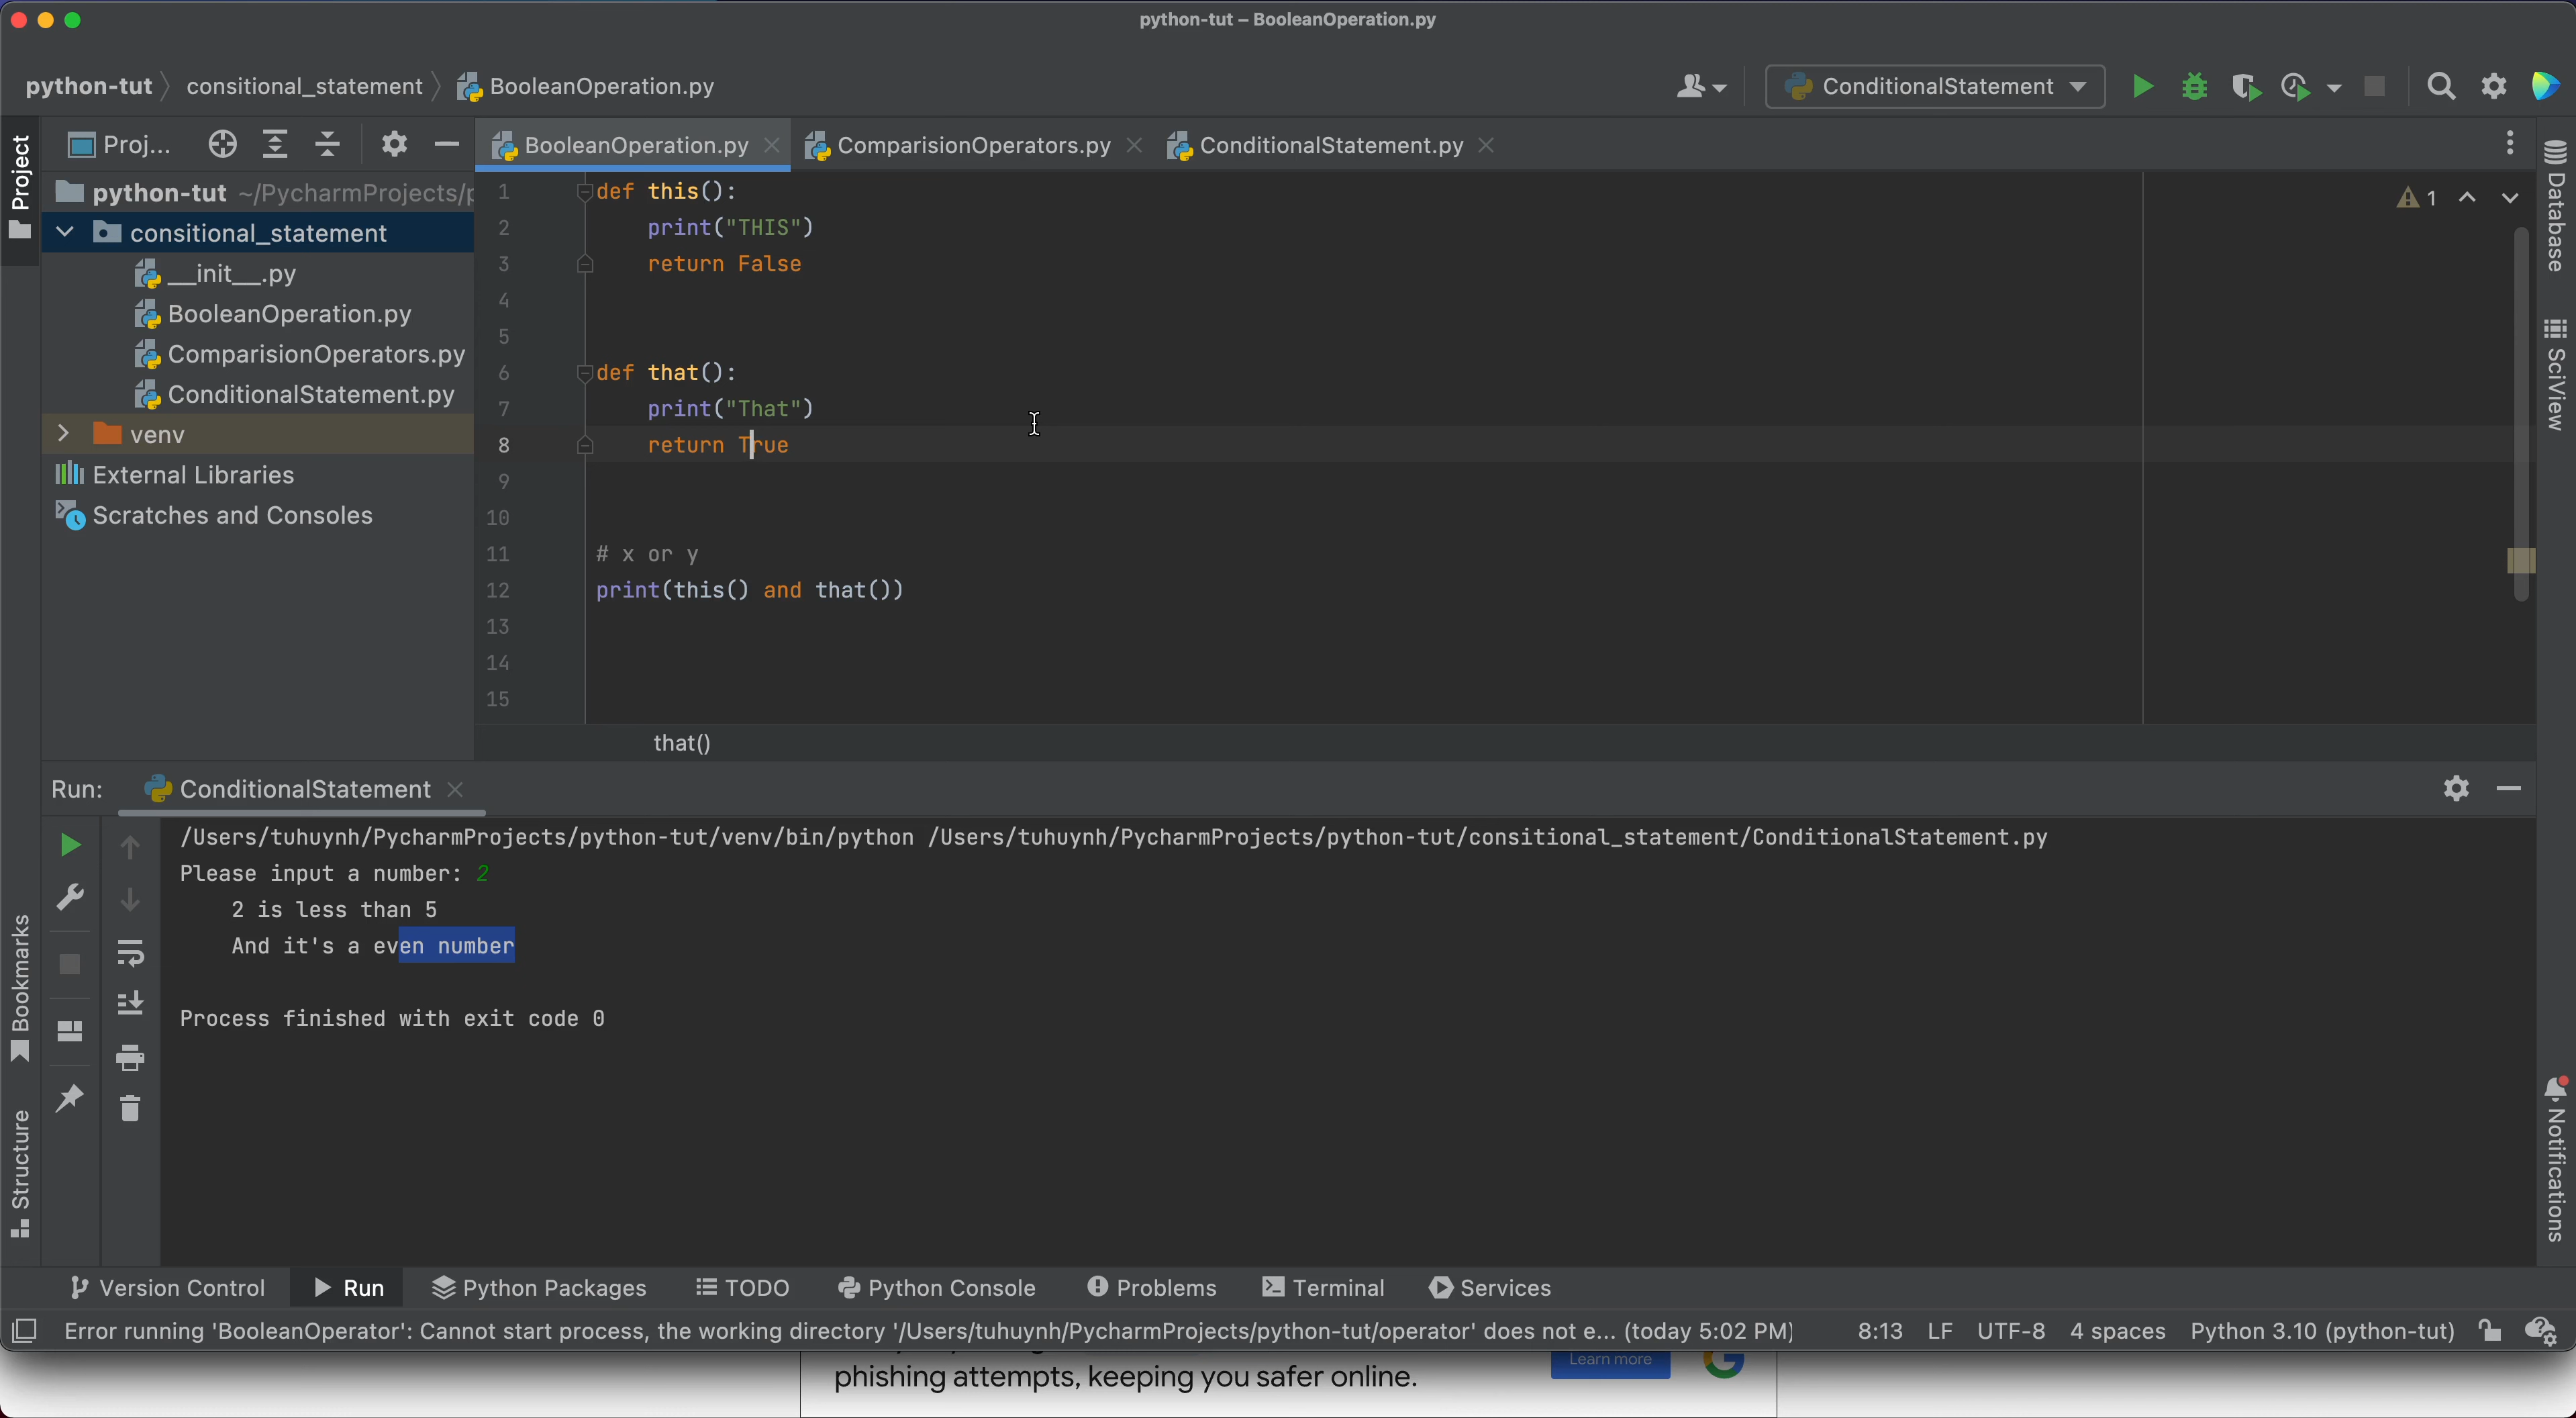 python-tut – BooleanOperation.py
python-tut consitional_statement BooleanOperation.py
ConditionalStatement
Project
Proj...
BooleanOperation.py ComparisionOperators.py ConditionalStatement.py
python-tut ~/PycharmProjects/p
consitional_statement
__init__.py
BooleanOperation.py
ComparisionOperators.py
ConditionalStatement.py
venv
External Libraries
Scratches and Consoles
1 def this():
2 print("THIS")
3 return False
4
5
6 def that():
7 print("That")
8 return True
9
10
11 # x or y
12 print(this() and that())
13
14
15
1
that()
Database
SciView
Notifications
Bookmarks
Structure
Run: ConditionalStatement
/Users/tuhuynh/PycharmProjects/python-tut/venv/bin/python /Users/tuhuynh/PycharmProjects/python-tut/consitional_statement/ConditionalStatement.py
Please input a number: 2
2 is less than 5
And it's a even number
Process finished with exit code 0
Version Control Run Python Packages TODO Python Console Problems Terminal Services
Error running 'BooleanOperator': Cannot start process, the working directory '/Users/tuhuynh/PycharmProjects/python-tut/operator' does not e... (today 5:02 PM) 8:13 LF UTF-8 4 spaces Python 3.10 (python-tut)
phishing attempts, keeping you safer online.
Learn more